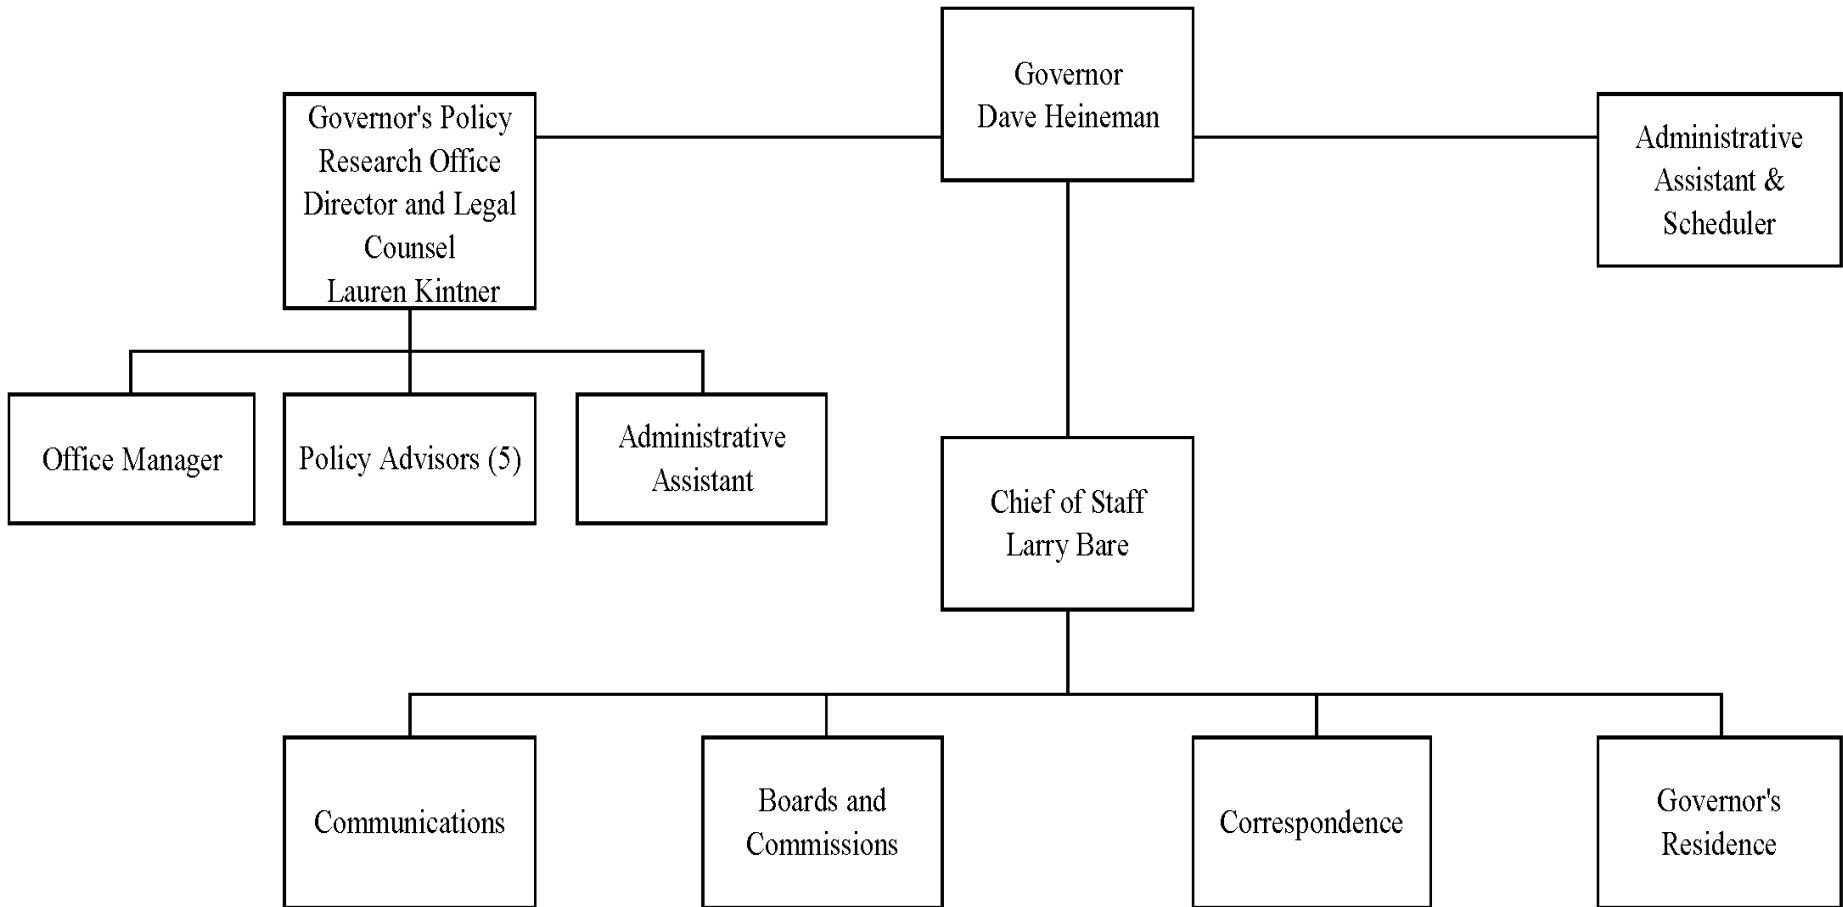 Governor
Dave Heineman
Governor's Policy
Research Office
Director and Legal
Counsel
Lauren Kintner
Administrative
Assistant &
Scheduler
Office Manager
Policy Advisors (5)
Administrative
Assistant
Chief of Staff
Larry Bare
Communications
Boards and
Commissions
Correspondence
Governor's
Residence